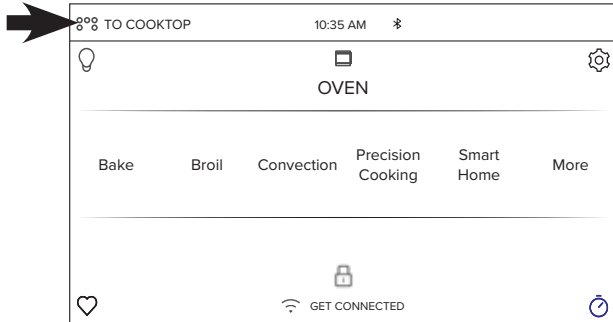 TO COOKTOP 10:35 AM
OVEN
Bake Broil Convection Precision Cooking Smart Home More
GET CONNECTED